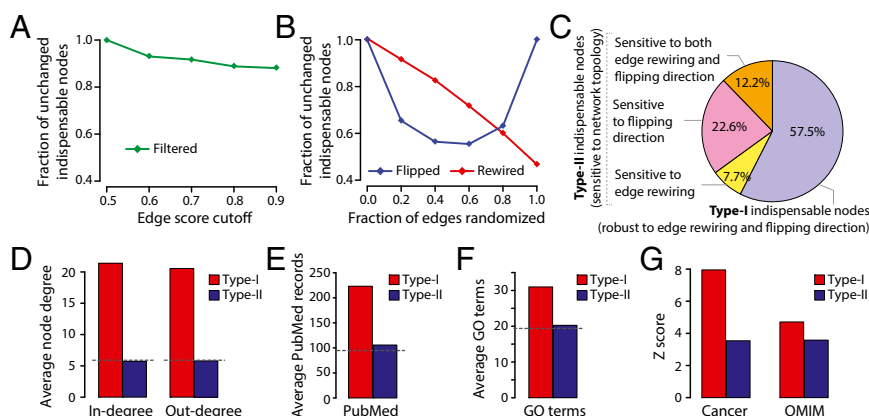 A
Fraction of unchanged
indispensable nodes
1.0
0.8
0.6
0.4
Filtered
0.5
0.6
0.7
0.8
0.9
Edge score cutoff
B
Fraction of unchanged
indispensable nodes
1.0
0.8
0.6
0.4
Flipped
Rewired
0.0
0.2
0.4
0.6
0.8
1.0
Fraction of edges randomized
C
Type-II indispensable nodes
(sensitive to network topology)
Sensitive to both
edge rewiring and
flipping direction
Sensitive
to flipping
direction
Sensitive to
edge rewiring
12.2%
22.6%
7.7%
57.5%
Type-I indispensable nodes
(robust to edge rewiring and flipping direction)
D
Average node degree
20
15
10
5
0
Type-I
Type-II
In-degree
Out-degree
E
Average PubMed records
250
200
150
100
50
0
Type-I
Type-II
PubMed
F
Average GO terms
30
20
10
0
Type-I
Type-II
GO terms
G
Z score
8
6
4
2
0
Type-I
Type-II
Cancer
OMIM